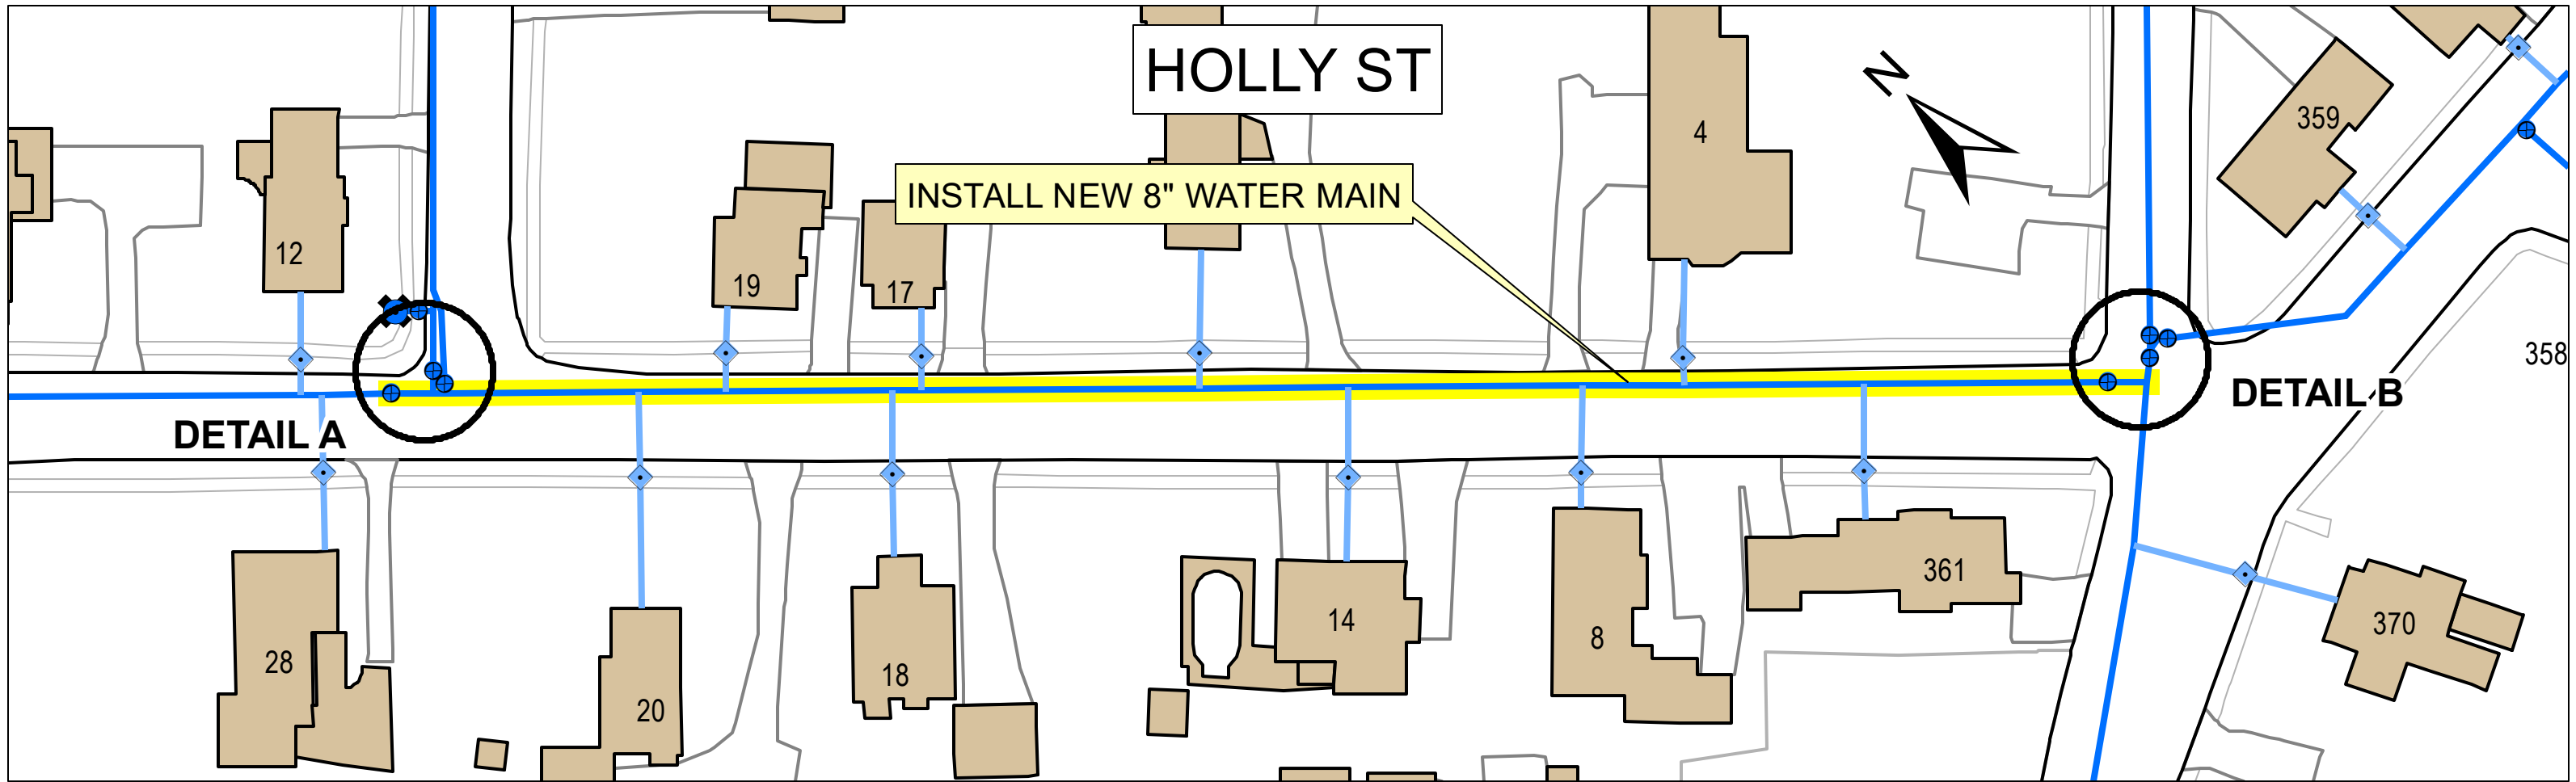 HOLLY ST
N
4
359
INSTALL NEW 8" WATER MAIN
12
19
17
358
DETAIL A
DETAIL B
361
14
8
370
28
18
20